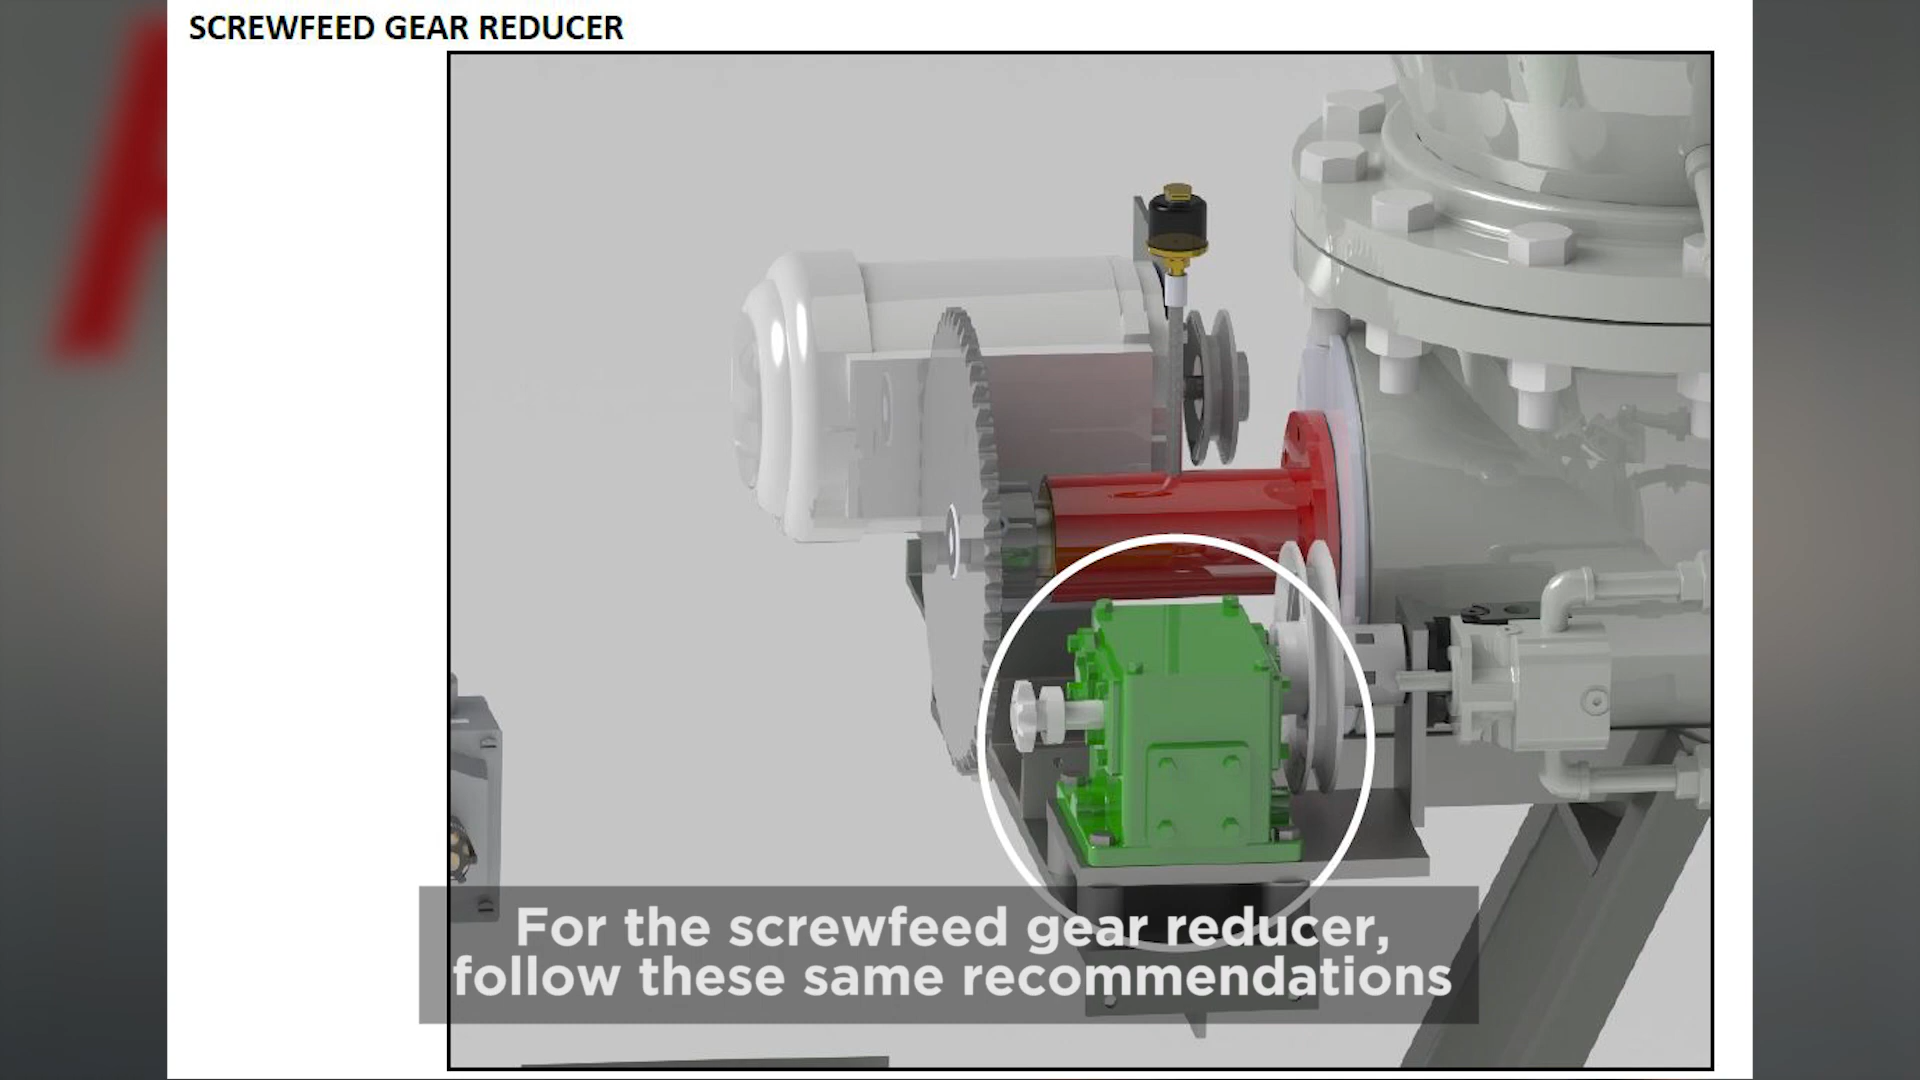 SCREWFEED GEAR REDUCER
For the screwfeed gear reducer,
follow these same recommendations